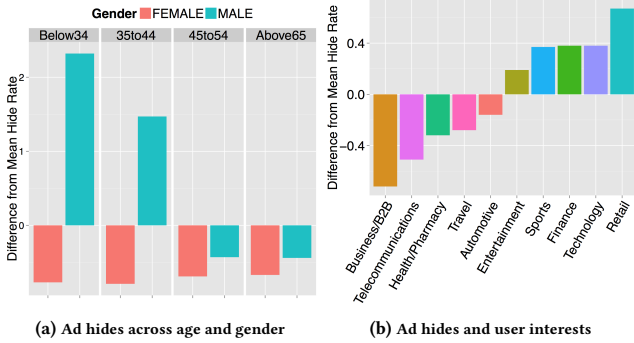 Gender FEMALE MALE
Below34 35to44 45to54 Above65
Difference from Mean Hide Rate
2
1
0
(a) Ad hides across age and gender
Difference from Mean Hide Rate
0.4
0.0
−0.4
Business/B2B
Telecommunications
Health/Pharmacy
Travel
Automotive
Entertainment
Sports
Finance
Technology
Retail
(b) Ad hides and user interests